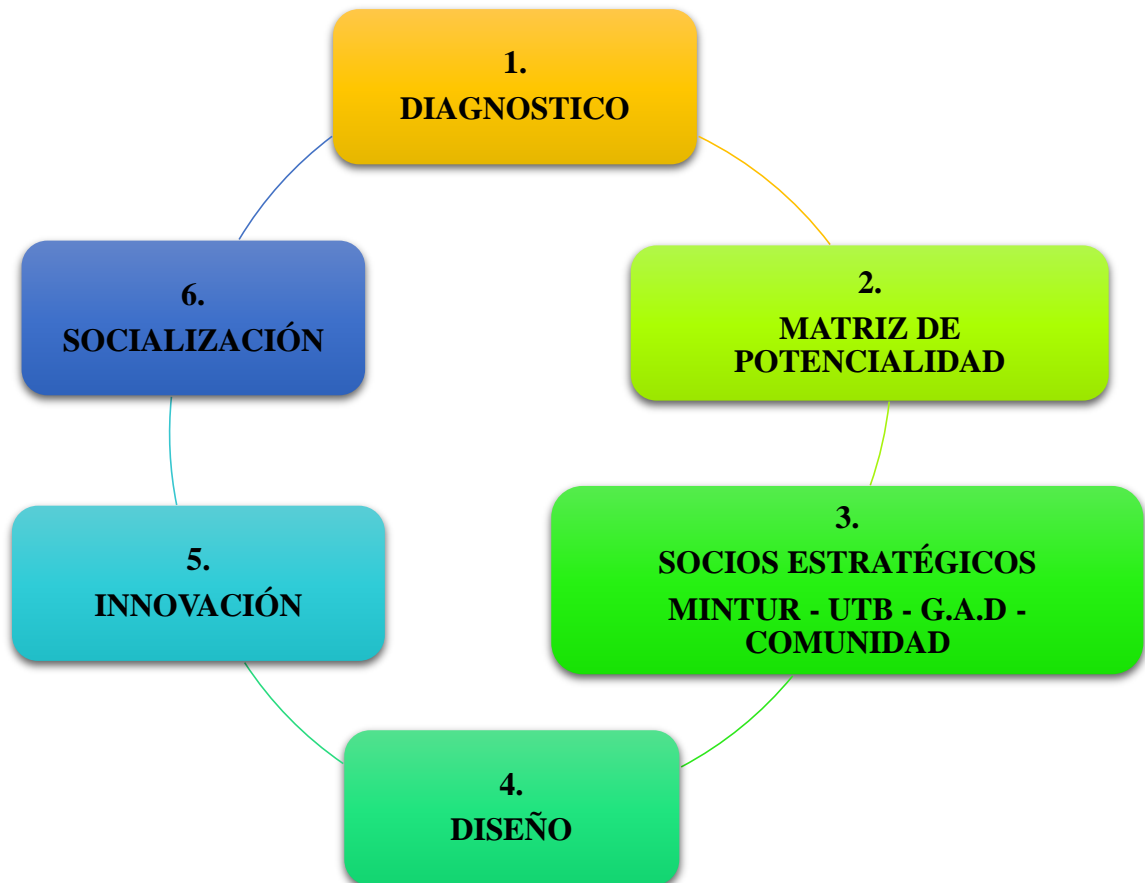 1.
DIAGNOSTICO
2.
MATRIZ DE
POTENCIALIDAD
3.
SOCIOS ESTRATÉGICOS
MINTUR - UTB - G.A.D -
COMUNIDAD
4.
DISEÑO
5.
INNOVACIÓN
6.
SOCIALIZACIÓN